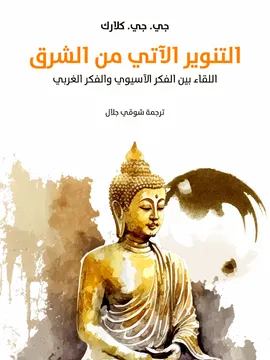 جي. جي. كلارك
التنوير الآتي من الشرق
اللقاء بين الفكر الآسيوي والفكر الغربي
ترجمة شوقي جلال